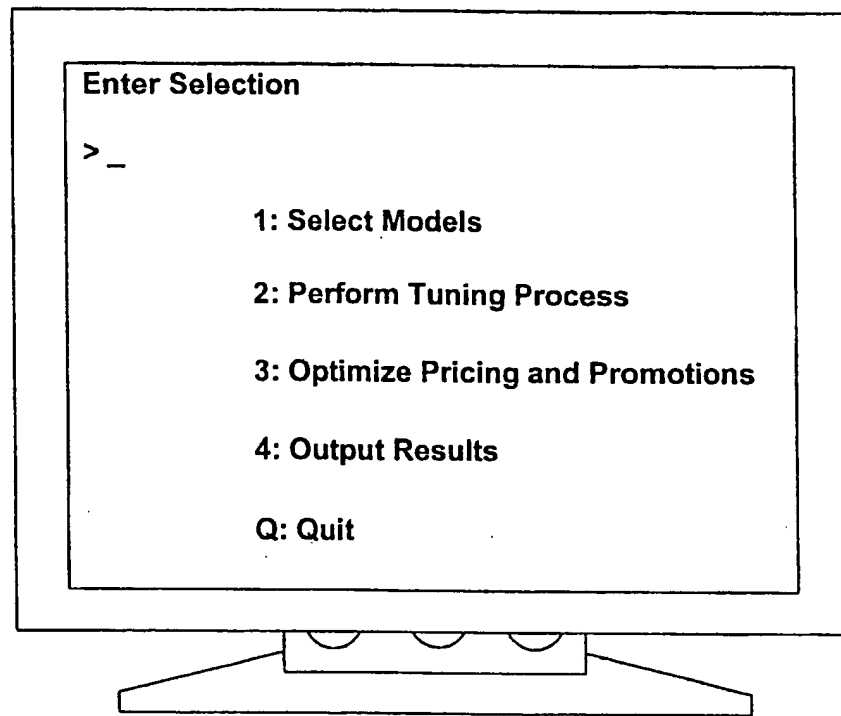 Enter Selection
> _
1: Select Models
2: Perform Tuning Process
3: Optimize Pricing and Promotions
4: Output Results
Q: Quit